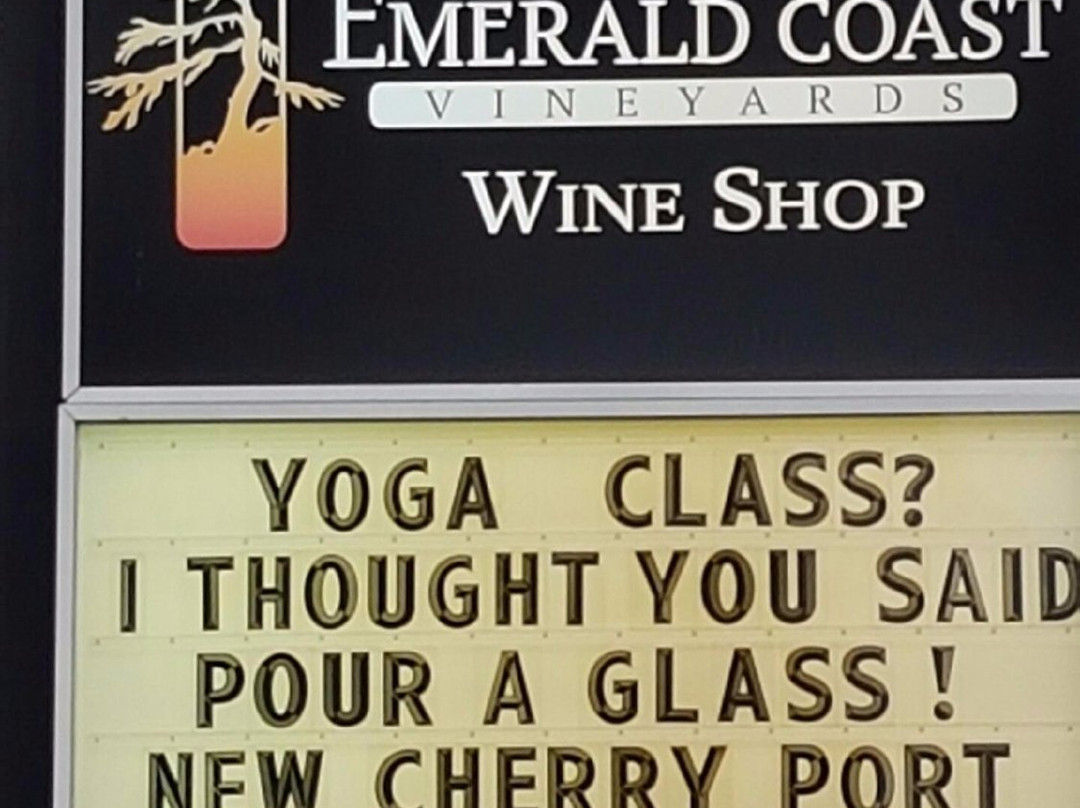 EMERALD COAST
VINEYARDS
WINE SHOP
YOGA CLASS?
I THOUGHT YOU SAID
POUR A GLASS !
NEW CHERRY PORT